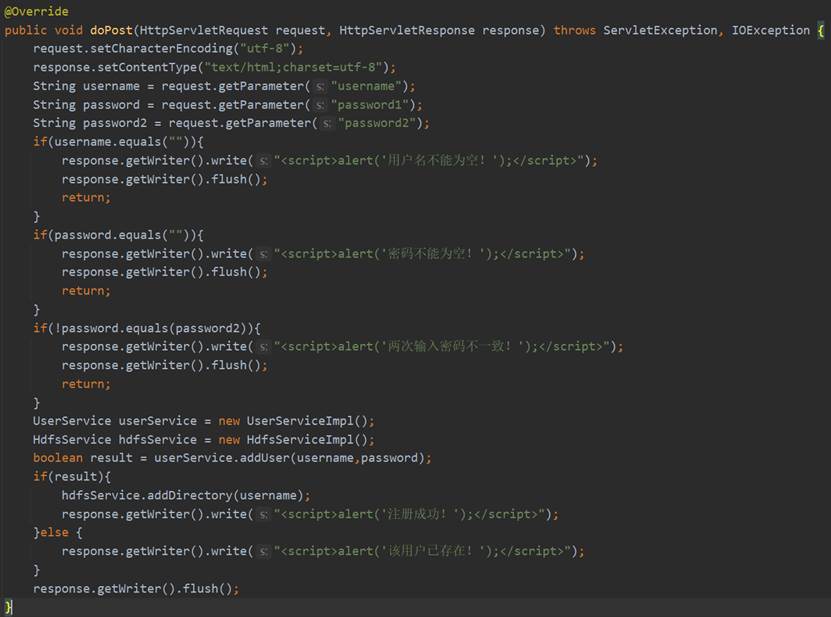 @Override
public void doPost(HttpServletRequest request, HttpServletResponse response) throws ServletException, IOException {
    request.setCharacterEncoding("utf-8");
    response.setContentType("text/html;charset=utf-8");
    String username = request.getParameter( s: "username");
    String password = request.getParameter( s: "password1");
    String password2 = request.getParameter( s: "password2");
    if(username.equals("")){
        response.getWriter().write( s: "<script>alert('用户名不能为空！');</script>");
        response.getWriter().flush();
        return;
    }
    if(password.equals("")){
        response.getWriter().write( s: "<script>alert('密码不能为空！');</script>");
        response.getWriter().flush();
        return;
    }
    if(!password.equals(password2)){
        response.getWriter().write( s: "<script>alert('两次输入密码不一致！');</script>");
        response.getWriter().flush();
        return;
    }
    UserService userService = new UserServiceImpl();
    HdfsService hdfsService = new HdfsServiceImpl();
    boolean result = userService.addUser(username,password);
    if(result){
        hdfsService.addDirectory(username);
        response.getWriter().write( s: "<script>alert('注册成功！');</script>");
    }else {
        response.getWriter().write( s: "<script>alert('该用户已存在！');</script>");
    }
    response.getWriter().flush();
}